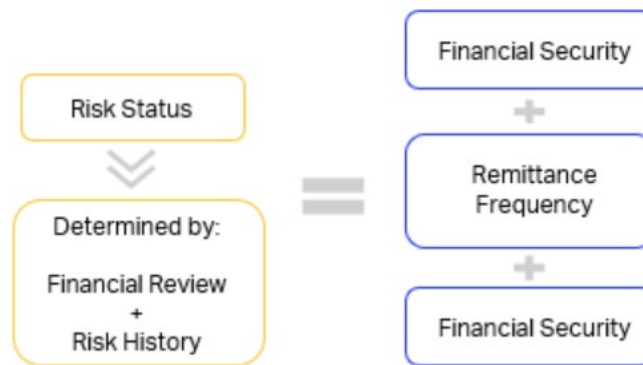 Risk Status
Determined by:
Financial Review
+
Risk History
=
Financial Security
+
Remittance
Frequency
+
Financial Security